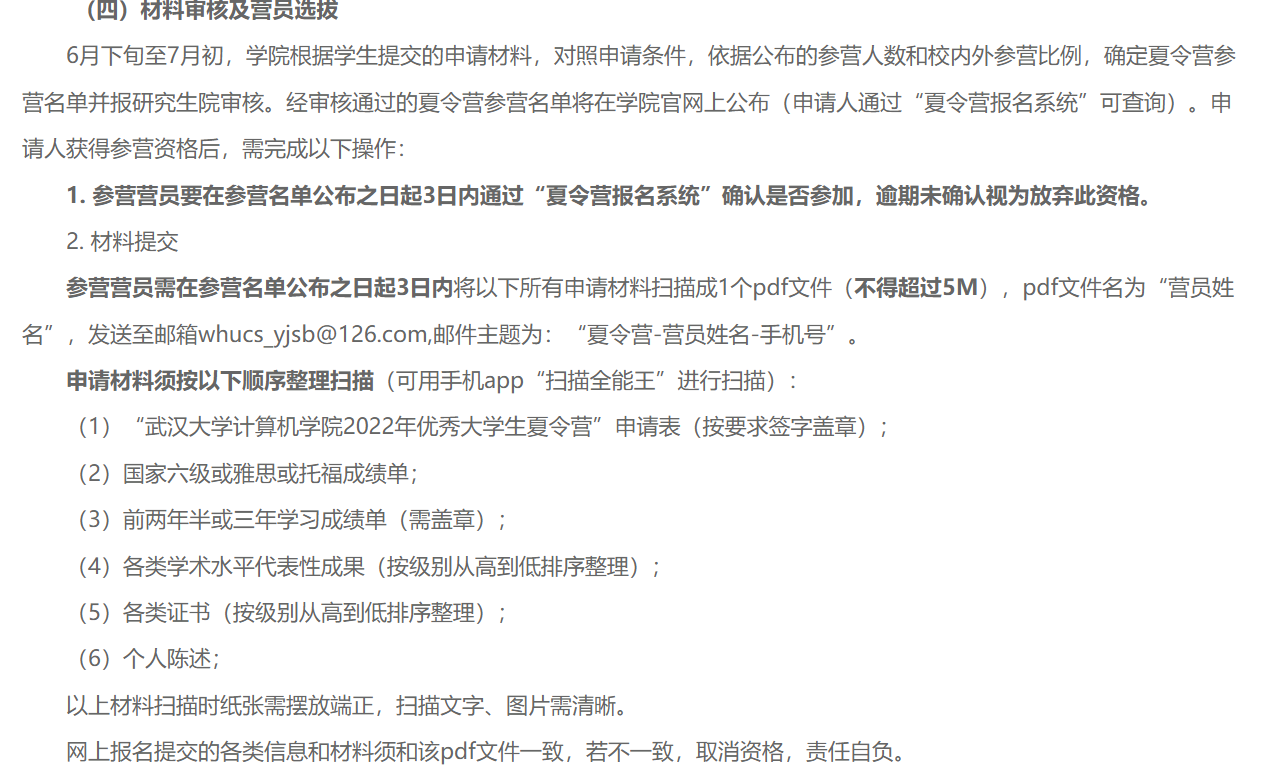 （四）材料审核及营员选拔
6月下旬至7月初，学院根据学生提交的申请材料，对照申请条件，依据公布的参营人数和校内外参营比例，确定夏令营参
营名单并报研究生院审核。经审核通过的夏令营参营名单将在学院官网上公布（申请人通过“夏令营报名系统”可查询）。申
请人获得参营资格后，需完成以下操作：
1. 参营营员要在参营名单公布之日起3日内通过“夏令营报名系统”确认是否参加，逾期未确认视为放弃此资格。
2. 材料提交
参营营员需在参营名单公布之日起3日内将以下所有申请材料扫描成1个pdf文件（不得超过5M），pdf文件名为“营员姓
名”，发送至邮箱whucs_yjsb@126.com,邮件主题为：“夏令营-营员姓名-手机号”。
申请材料须按以下顺序整理扫描（可用手机app“扫描全能王”进行扫描）：
（1）“武汉大学计算机学院2022年优秀大学生夏令营”申请表（按要求签字盖章）；
（2）国家六级或雅思或托福成绩单；
（3）前两年半或三年学习成绩单（需盖章）；
（4）各类学术水平代表性成果（按级别从高到低排序整理）；
（5）各类证书（按级别从高到低排序整理）；
（6）个人陈述；
以上材料扫描时纸张需摆放端正，扫描文字、图片需清晰。
网上报名提交的各类信息和材料须和该pdf文件一致，若不一致，取消资格，责任自负。